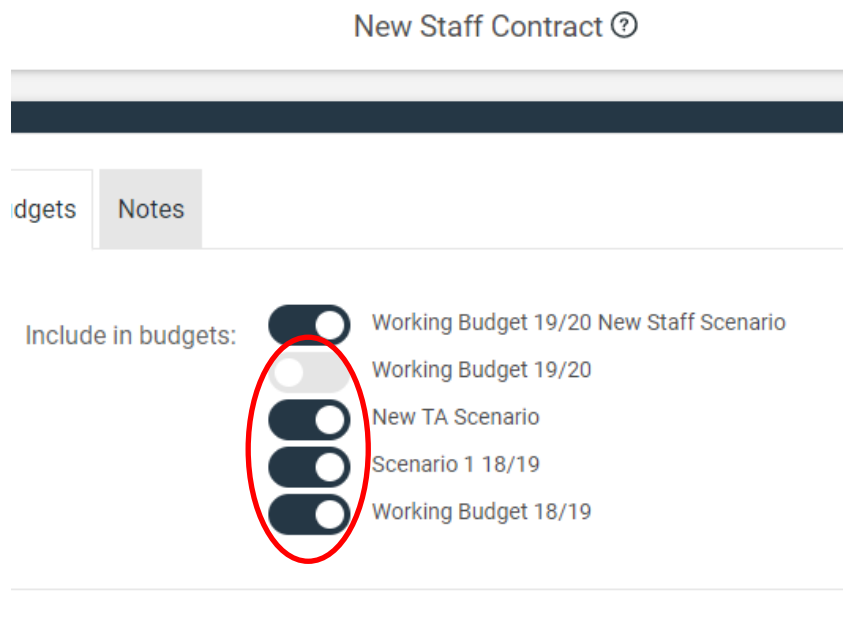 New Staff Contract ?
dgets Notes
Include in budgets:
Working Budget 19/20 New Staff Scenario
Working Budget 19/20
New TA Scenario
Scenario 1 18/19
Working Budget 18/19